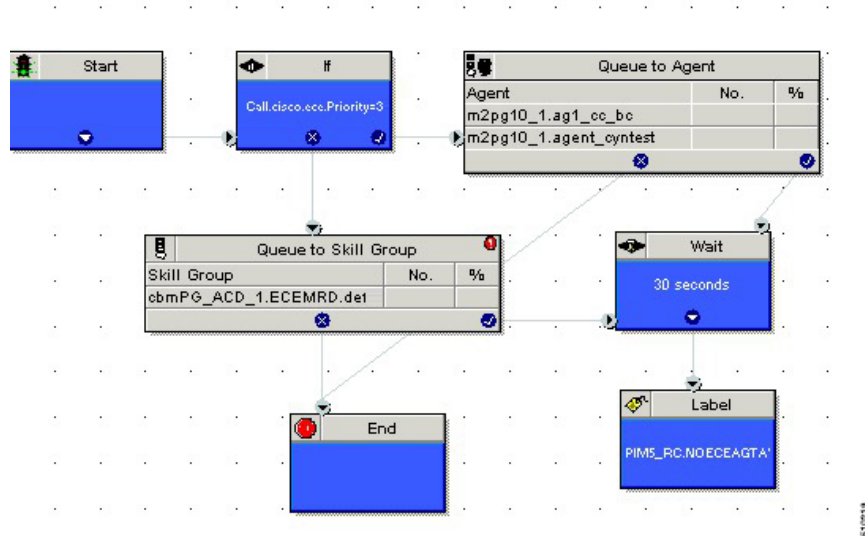 Start
If
Call.cisco.ece.Priority=3
Queue to Agent
Agent No. %
m2pg10_1.ag1_cc_bc
m2pg10_1.agent_cyntest
Queue to Skill Group
Skill Group No. %
cbmPG_ACD_1.ECEMRD.det
Wait
30 seconds
End
Label
PIM5_RC.NOECEAGTA